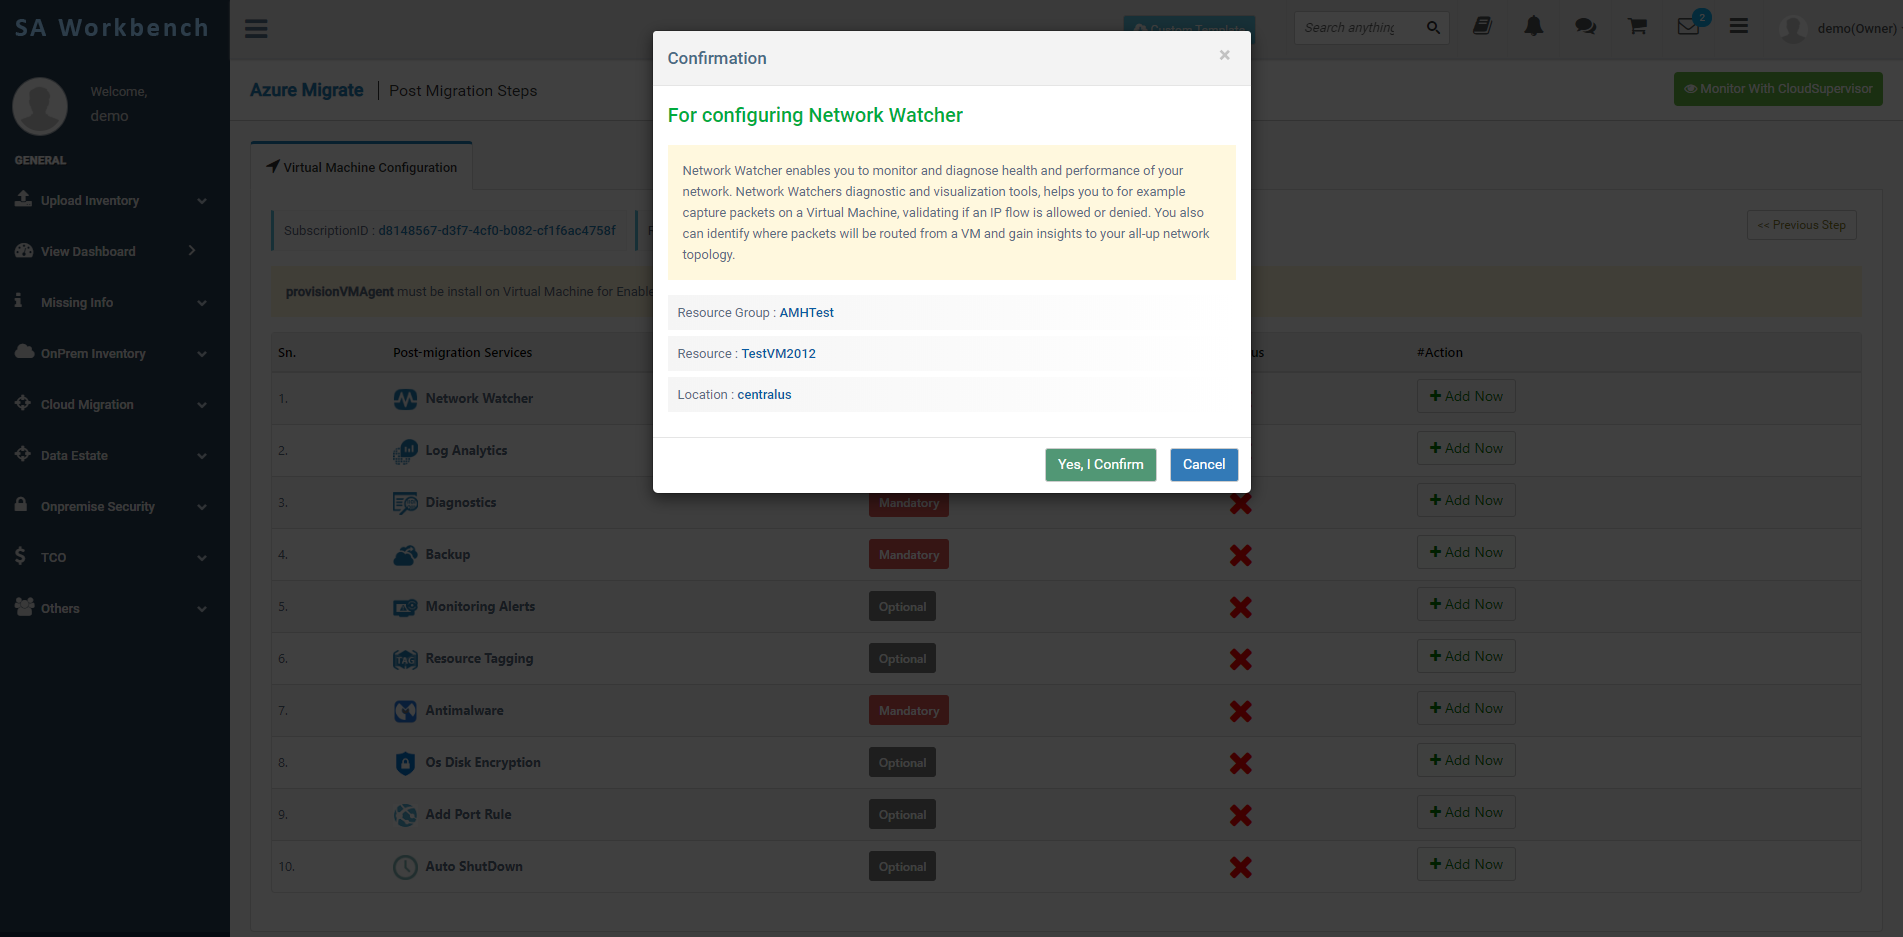 SA Workbench
Search anything
2
demo(Owner)
Welcome,
demo
GENERAL
Upload Inventory
View Dashboard
Missing Info
OnPrem Inventory
Cloud Migration
Data Estate
Onpremise Security
TCO
Others
Azure Migrate | Post Migration Steps
Monitor With CloudSupervisor
Virtual Machine Configuration
SubscriptionID : d8148567-d3f7-4cf0-b082-cf1f6ac4758f
<< Previous Step
provisionVMAgent must be install on Virtual Machine for Enable
Confirmation ×
For configuring Network Watcher
Network Watcher enables you to monitor and diagnose health and performance of your
network. Network Watchers diagnostic and visualization tools, helps you to for example
capture packets on a Virtual Machine, validating if an IP flow is allowed or denied. You also
can identify where packets will be routed from a VM and gain insights to your all-up network
topology.
Resource Group : AMHTest
Resource : TestVM2012
Location : centralus
Yes, I Confirm Cancel
Sn. Post-migration Services us #Action
1. Network Watcher Add Now
2. Log Analytics Add Now
3. Diagnostics Mandatory Add Now
4. Backup Mandatory Add Now
5. Monitoring Alerts Optional Add Now
6. TAG Resource Tagging Optional Add Now
7. Antimalware Mandatory Add Now
8. Os Disk Encryption Optional Add Now
9. Add Port Rule Optional Add Now
10. Auto ShutDown Optional Add Now